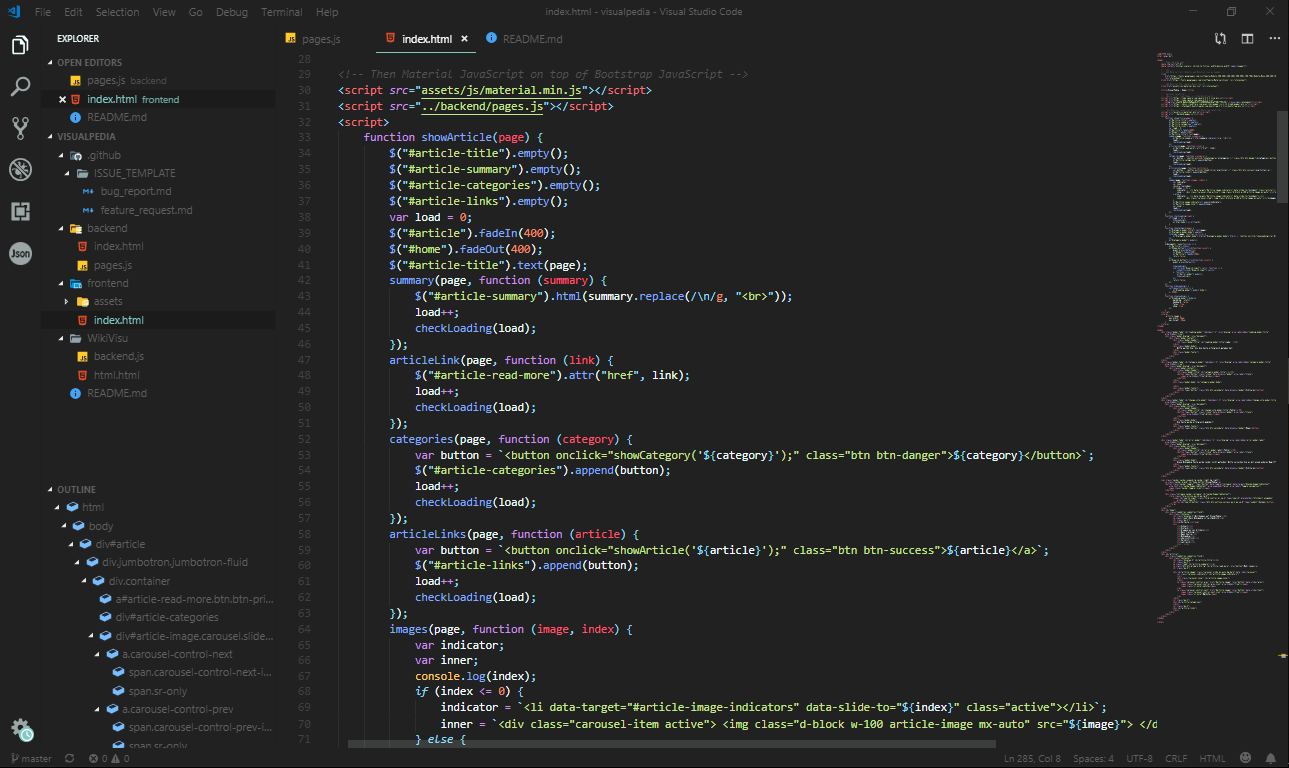 File Edit Selection View Go Debug Terminal Help
index.html - visualpedia - Visual Studio Code
EXPLORER
OPEN EDITORS
pages.js backend
index.html frontend
README.md
VISUALPEDIA
.github
ISSUE_TEMPLATE
bug_report.md
feature_request.md
backend
index.html
pages.js
frontend
assets
index.html
WikiVisu
backend.js
html.html
README.md
OUTLINE
html
body
div#article
div.jumbotron.jumbotron-fluid
div.container
a#article-read-more.btn.btn-pri...
div#article-categories
div#article-image.carousel.slide...
a.carousel-control-next
span.carousel-control-next-i...
span.sr-only
a.carousel-control-prev
span.carousel-control-prev-i...
span.sr-only
Json
pages.js index.html README.md
28
29 <!-- Then Material JavaScript on top of Bootstrap JavaScript -->
30 <script src="assets/js/material.min.js"></script>
31 <script src="../backend/pages.js"></script>
32 <script>
33 function showArticle(page) {
34 $("#article-title").empty();
35 $("#article-summary").empty();
36 $("#article-categories").empty();
37 $("#article-links").empty();
38 var load = 0;
39 $("#article").fadeIn(400);
40 $("#home").fadeOut(400);
41 $("#article-title").text(page);
42 summary(page, function (summary) {
43 $("#article-summary").html(summary.replace(/\n/g, "<br>"));
44 load++;
45 checkLoading(load);
46 });
47 articleLink(page, function (link) {
48 $("#article-read-more").attr("href", link);
49 load++;
50 checkLoading(load);
51 });
52 categories(page, function (category) {
53 var button = `<button onclick="showCategory('${category}');" class="btn btn-danger">${category}</button>`;
54 $("#article-categories").append(button);
55 load++;
56 checkLoading(load);
57 });
58 articleLinks(page, function (article) {
59 var button = `<button onclick="showArticle('${article}');" class="btn btn-success">${article}</a>`;
60 $("#article-links").append(button);
61 load++;
62 checkLoading(load);
63 });
64 images(page, function (image, index) {
65 var indicator;
66 var inner;
67 console.log(index);
68 if (index <= 0) {
69 indicator = `<li data-target="#article-image-indicators" data-slide-to="${index}" class="active"></li>`;
70 inner = `<div class="carousel-item active"> <img class="d-block w-100 article-image mx-auto" src="${image}"> </d
71 } else {
master 0 0 Ln 285, Col 8 Spaces: 4 UTF-8 CRLF HTML